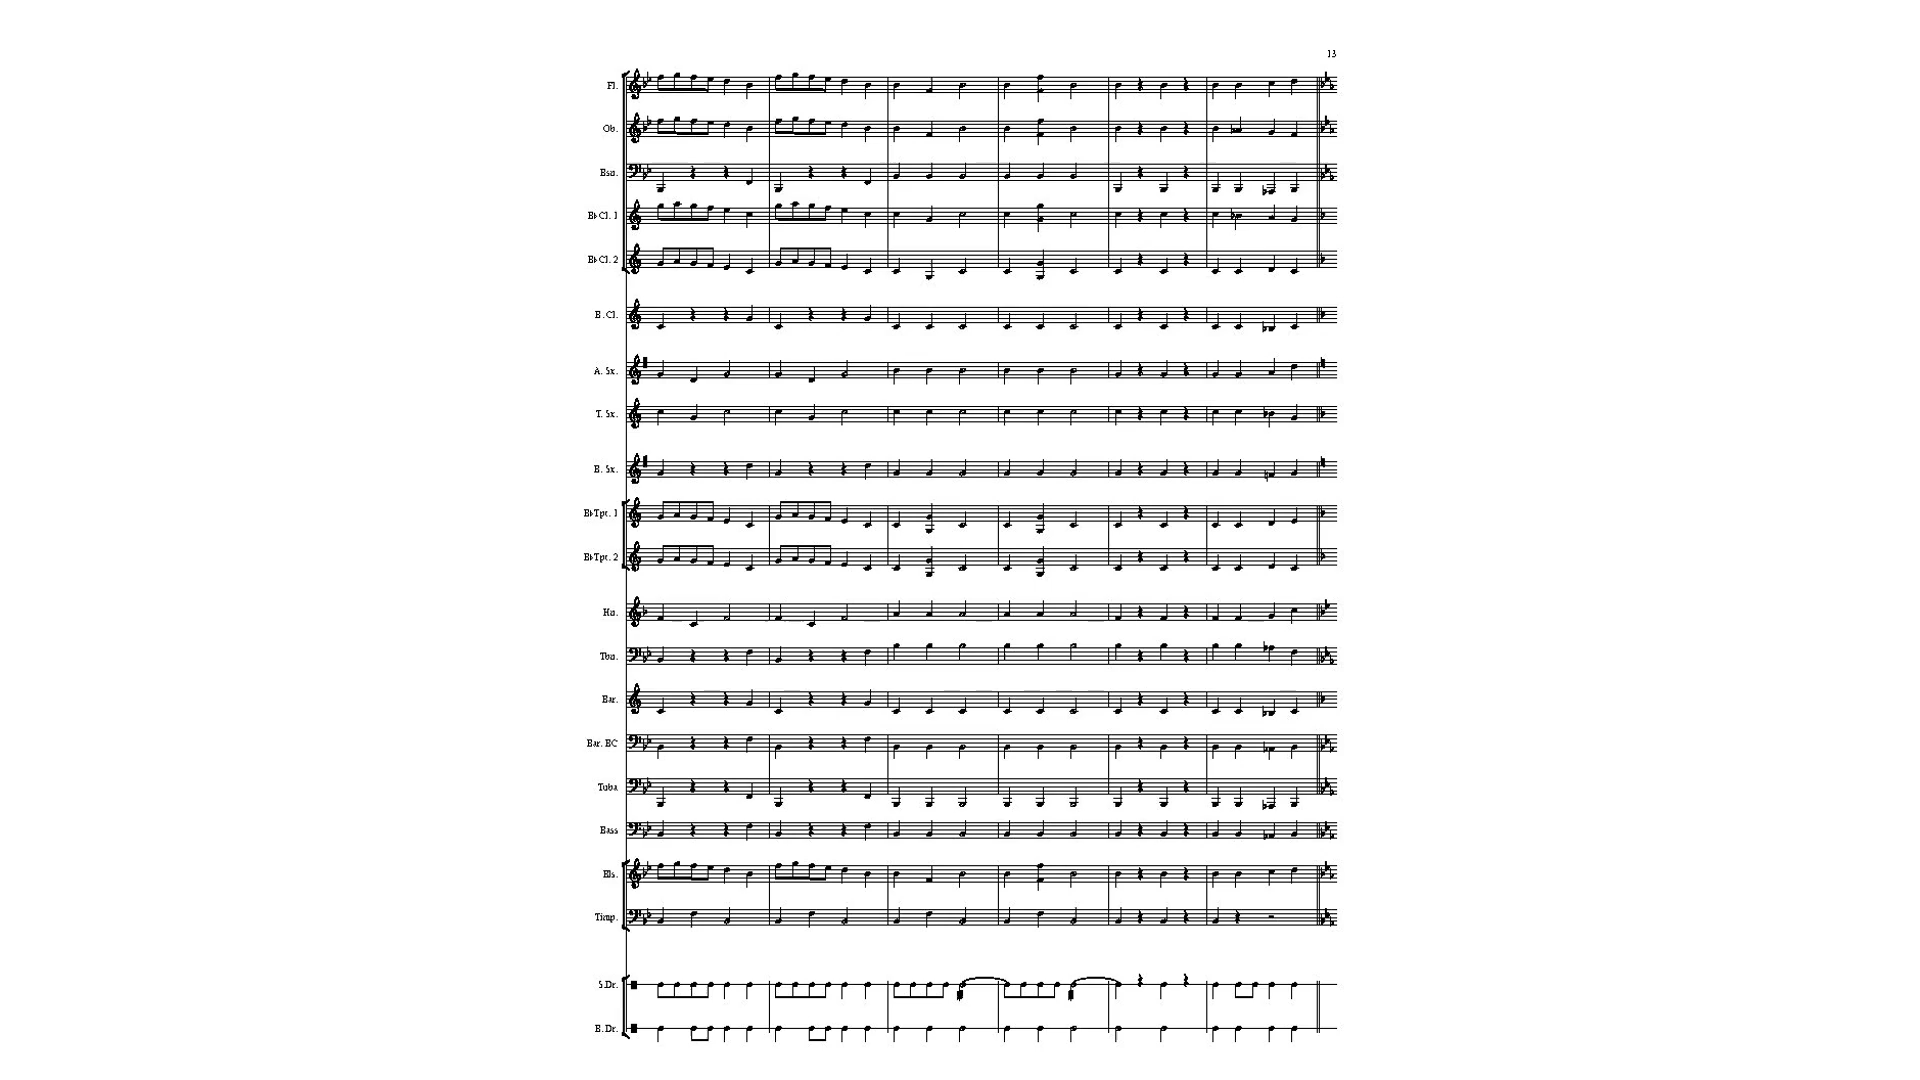 13
Fl.
Ob.
Bsn.
B♭ Cl. 1
B♭ Cl. 2
B. Cl.
A. Sx.
T. Sx.
B. Sx.
B♭ Tpt. 1
B♭ Tpt. 2
Hn.
Tbn.
Bar.
Bar. BC
Tuba
Bass
Bls.
Timp.
S.Dr.
B. Dr.